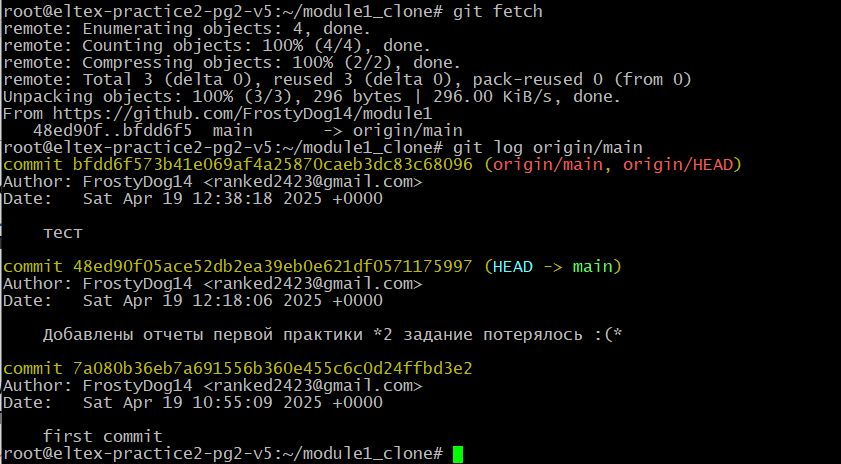 root@eltex-practice2-pg2-v5:~/module1_clone# git fetch
remote: Enumerating objects: 4, done.
remote: Counting objects: 100% (4/4), done.
remote: Compressing objects: 100% (2/2), done.
remote: Total 3 (delta 0), reused 3 (delta 0), pack-reused 0 (from 0)
Unpacking objects: 100% (3/3), 296 bytes | 296.00 KiB/s, done.
From https://github.com/FrostyDog14/module1
   48ed90f..bfdd6f5  main       -> origin/main
root@eltex-practice2-pg2-v5:~/module1_clone# git log origin/main
commit bfdd6f573b41e069af4a25870caeb3dc83c68096 (origin/main, origin/HEAD)
Author: FrostyDog14 <ranked2423@gmail.com>
Date:   Sat Apr 19 12:38:18 2025 +0000
    тест
commit 48ed90f05ace52db2ea39eb0e621df0571175997 (HEAD -> main)
Author: FrostyDog14 <ranked2423@gmail.com>
Date:   Sat Apr 19 12:18:06 2025 +0000
    Добавлены отчеты первой практики *2 задание потерялось :(*
commit 7a080b36eb7a691556b360e455c6c0d24ffbd3e2
Author: FrostyDog14 <ranked2423@gmail.com>
Date:   Sat Apr 19 10:55:09 2025 +0000
    first commit
root@eltex-practice2-pg2-v5:~/module1_clone#